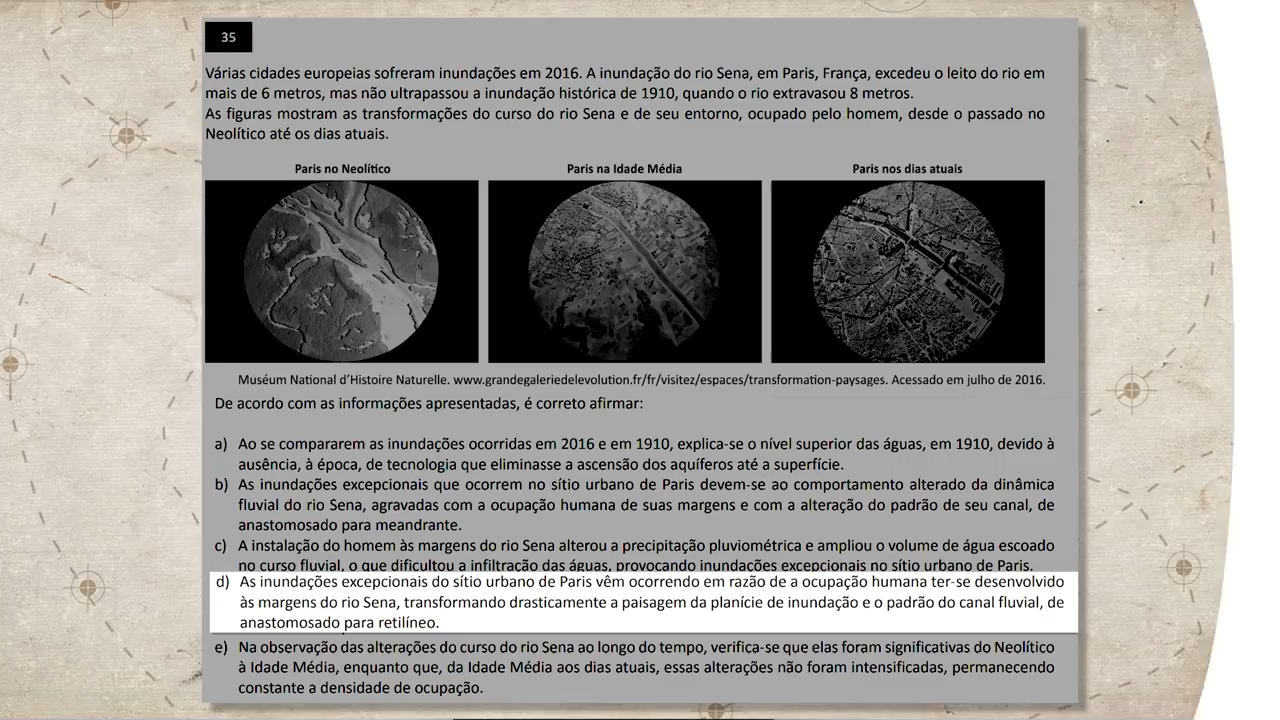 35
Várias cidades europeias sofreram inundações em 2016. A inundação do rio Sena, em Paris, França, excedeu o leito do rio em
mais de 6 metros, mas não ultrapassou a inundação histórica de 1910, quando o rio extravasou 8 metros.
As figuras mostram as transformações do curso do rio Sena e de seu entorno, ocupado pelo homem, desde o passado no
Neolítico até os dias atuais.
Paris no Neolítico
Paris na Idade Média
Paris nos dias atuais
Muséum National d’Histoire Naturelle. www.grandegaleriedelevolution.fr/fr/visitez/espaces/transformation-paysages. Acessado em julho de 2016.
De acordo com as informações apresentadas, é correto afirmar:
a) Ao se compararem as inundações ocorridas em 2016 e em 1910, explica-se o nível superior das águas, em 1910, devido à
ausência, à época, de tecnologia que eliminasse a ascensão dos aquíferos até a superfície.
b) As inundações excepcionais que ocorrem no sítio urbano de Paris devem-se ao comportamento alterado da dinâmica
fluvial do rio Sena, agravadas com a ocupação humana de suas margens e com a alteração do padrão de seu canal, de
anastomosado para meandrante.
c) A instalação do homem às margens do rio Sena alterou a precipitação pluviométrica e ampliou o volume de água escoado
no curso fluvial, o que dificultou a infiltração das águas, provocando inundações excepcionais no sítio urbano de Paris.
d) As inundações excepcionais do sítio urbano de Paris vêm ocorrendo em razão de a ocupação humana ter-se desenvolvido
às margens do rio Sena, transformando drasticamente a paisagem da planície de inundação e o padrão do canal fluvial, de
anastomosado para retilíneo.
e) Na observação das alterações do curso do rio Sena ao longo do tempo, verifica-se que elas foram significativas do Neolítico
à Idade Média, enquanto que, da Idade Média aos dias atuais, essas alterações não foram intensificadas, permanecendo
constante a densidade de ocupação.